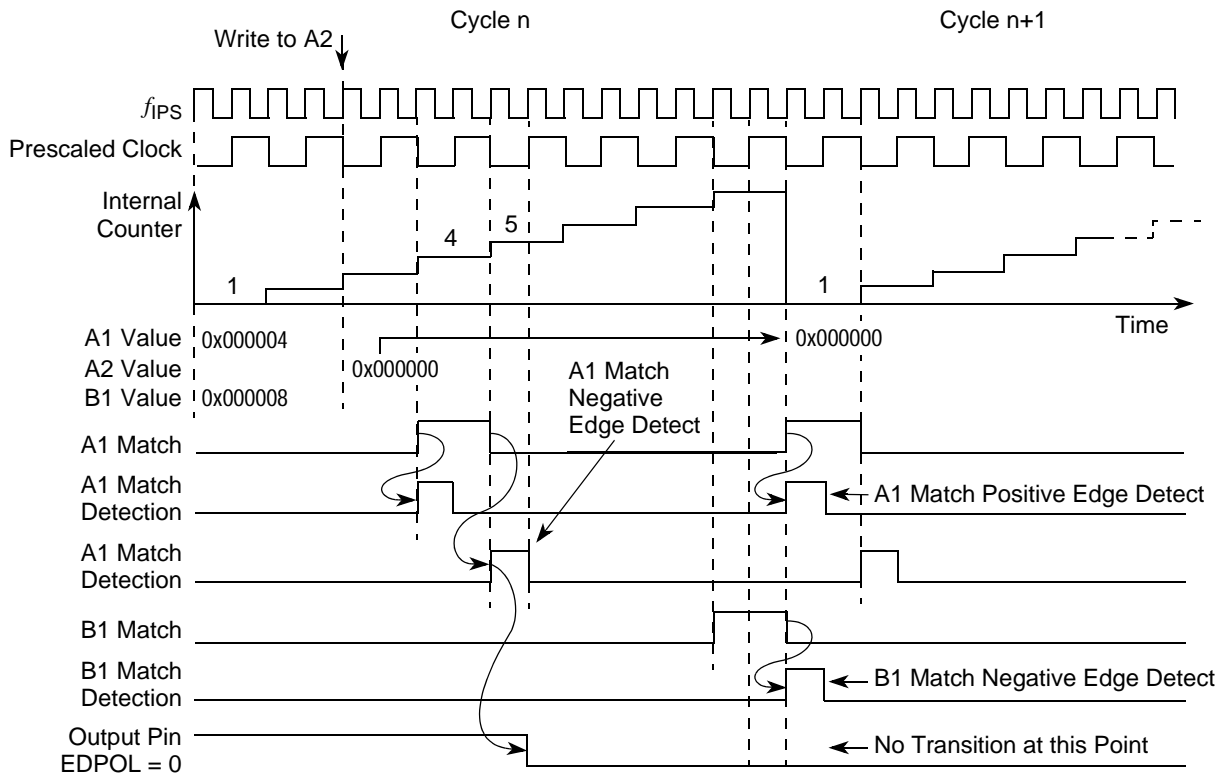 Cycle n
Cycle n+1
Write to A2
fIPS
Prescaled Clock
Internal
Counter
1
4
5
1
Time
A1 Value
0x000004
0x000000
A2 Value
0x000000
B1 Value
0x000008
A1 Match
Negative
Edge Detect
A1 Match
A1 Match
Detection
A1 Match Positive Edge Detect
A1 Match
Detection
B1 Match
B1 Match
Detection
B1 Match Negative Edge Detect
Output Pin
EDPOL = 0
No Transition at this Point